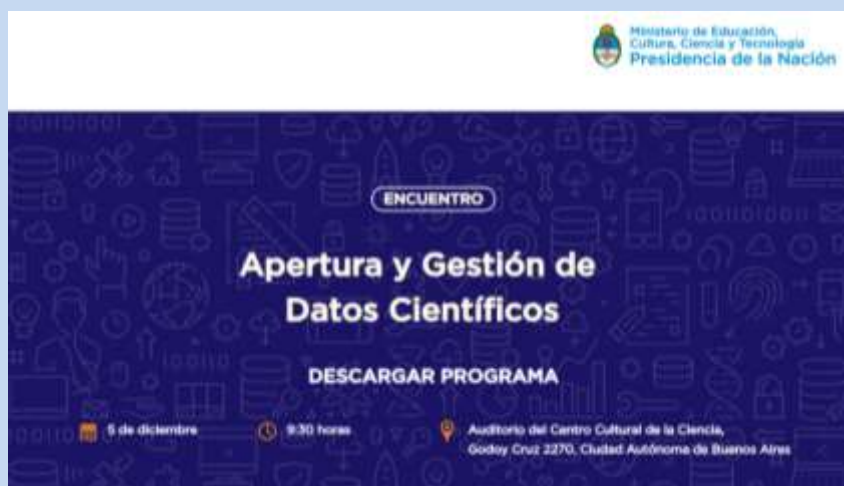 Ministerio de Educación,
Cultura, Ciencia y Tecnología
Presidencia de la Nación
ENCUENTRO
Apertura y Gestión de
Datos Científicos
DESCARGAR PROGRAMA
5 de diciembre
9:30 horas
Auditorio del Centro Cultural de la Ciencia,
Godoy Cruz 2270, Ciudad Autónoma de Buenos Aires